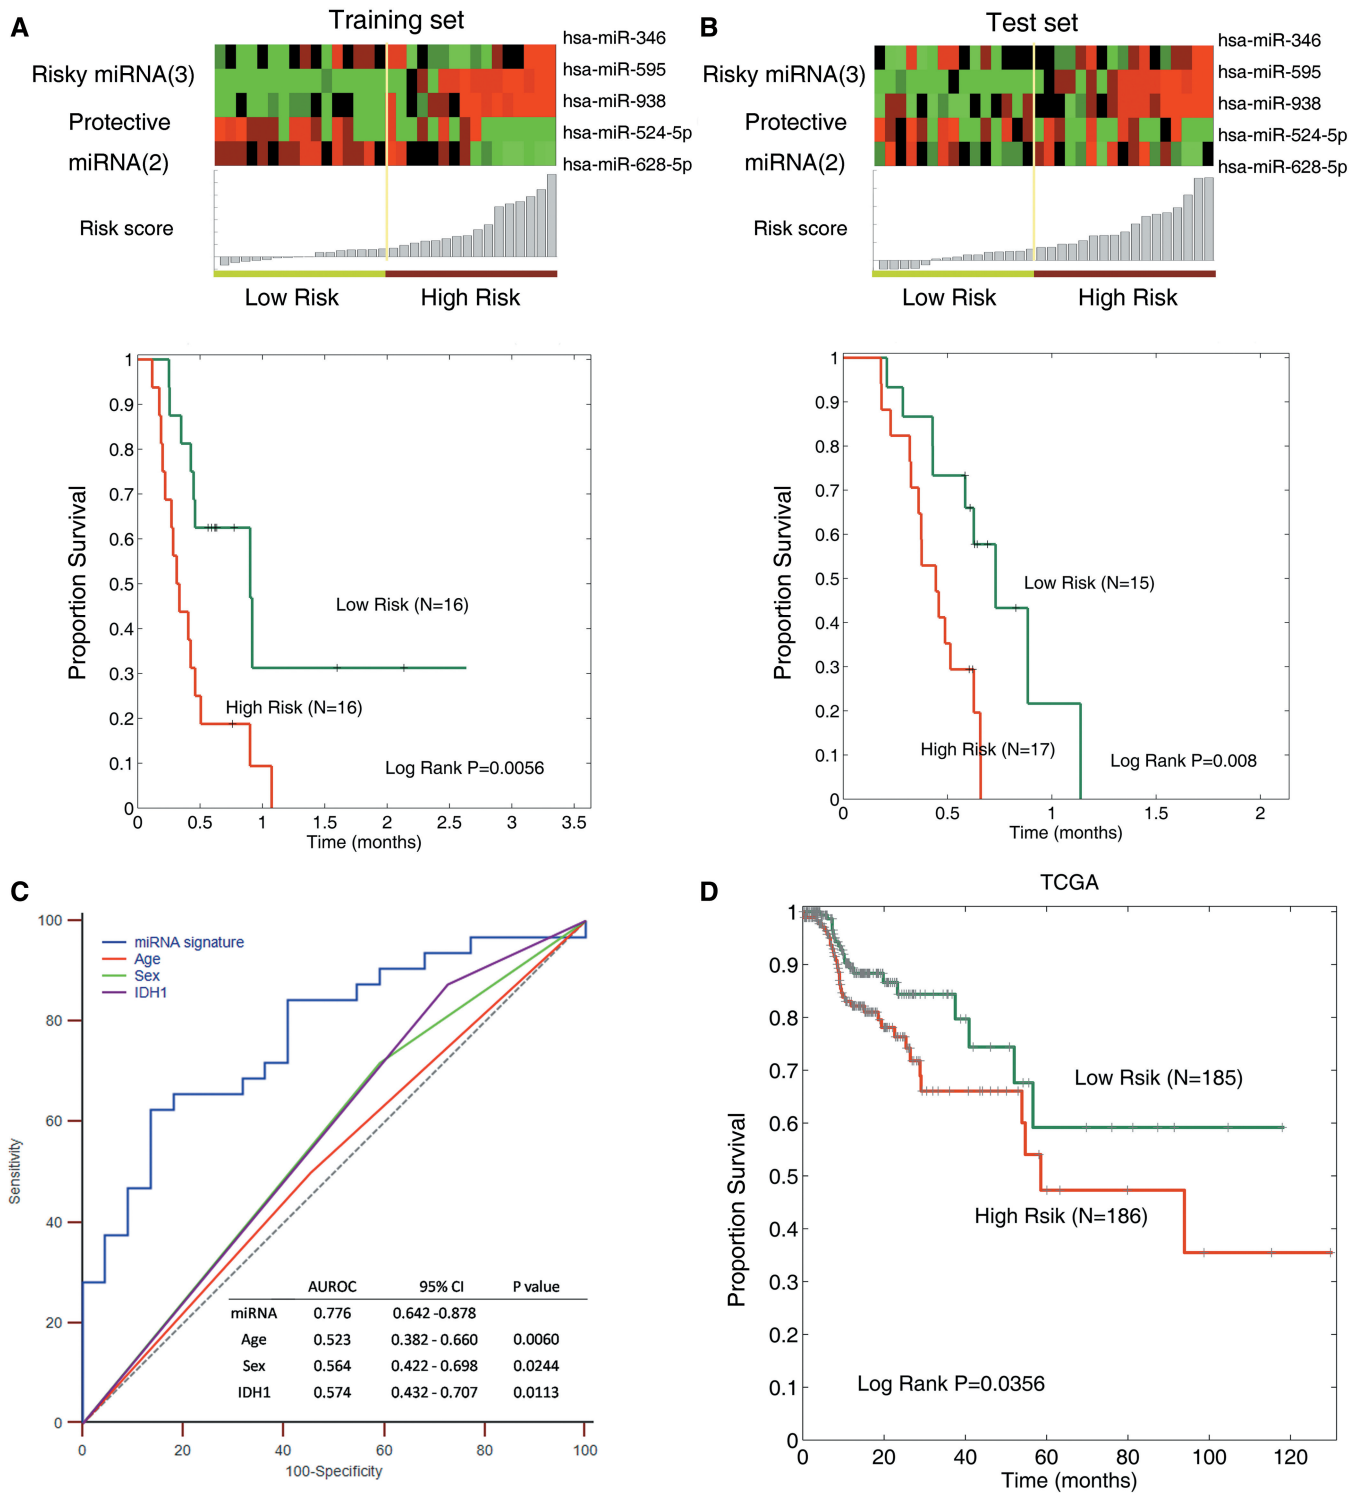 A
Training set
hsa-miR-346
Risky miRNA(3)
hsa-miR-595
hsa-miR-938
Protective
hsa-miR-524-5p
miRNA(2)
hsa-miR-628-5p
Risk score
Low Risk
High Risk
1
0.9
0.8
0.7
0.6
0.5
0.4
0.3
0.2
0.1
0
Proportion Survival
Low Risk (N=16)
High Risk (N=16)
Log Rank P=0.0056
0 0.5 1 1.5 2 2.5 3 3.5
Time (months)
B
Test set
hsa-miR-346
Risky miRNA(3)
hsa-miR-595
hsa-miR-938
Protective
hsa-miR-524-5p
miRNA(2)
hsa-miR-628-5p
Risk score
Low Risk
High Risk
1
0.9
0.8
0.7
0.6
0.5
0.4
0.3
0.2
0.1
0
Proportion Survival
Low Risk (N=15)
High Risk (N=17)
Log Rank P=0.008
0 0.5 1 1.5 2
Time (months)
C
100
80
60
40
20
0
Sensitivity
miRNA signature
Age
Sex
IDH1
AUROC 95% CI P value
miRNA 0.776 0.642 -0.878
Age 0.523 0.382 - 0.660 0.0060
Sex 0.564 0.422 - 0.698 0.0244
IDH1 0.574 0.432 - 0.707 0.0113
0 20 40 60 80 100
100-Specificity
D
TCGA
1
0.9
0.8
0.7
0.6
0.5
0.4
0.3
0.2
0.1
0
Proportion Survival
Low Rsik (N=185)
High Rsik (N=186)
Log Rank P=0.0356
0 20 40 60 80 100 120
Time (months)